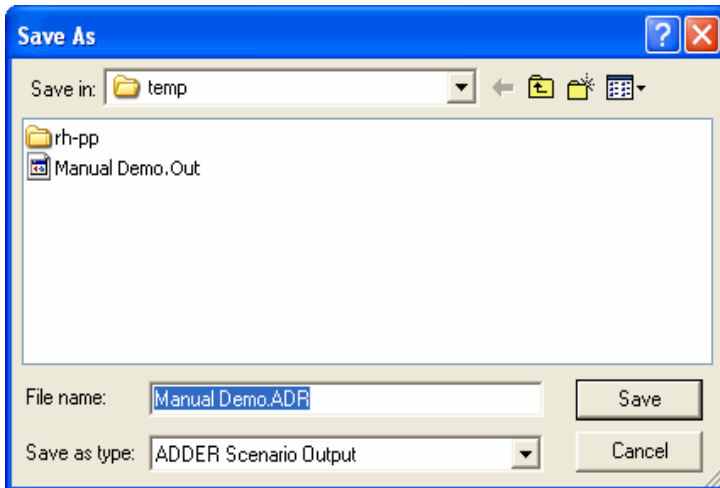 Save As
Save in: temp
rh-pp
Manual Demo.Out
File name: Manual Demo.ADR Save
Save as type: ADDER Scenario Output Cancel